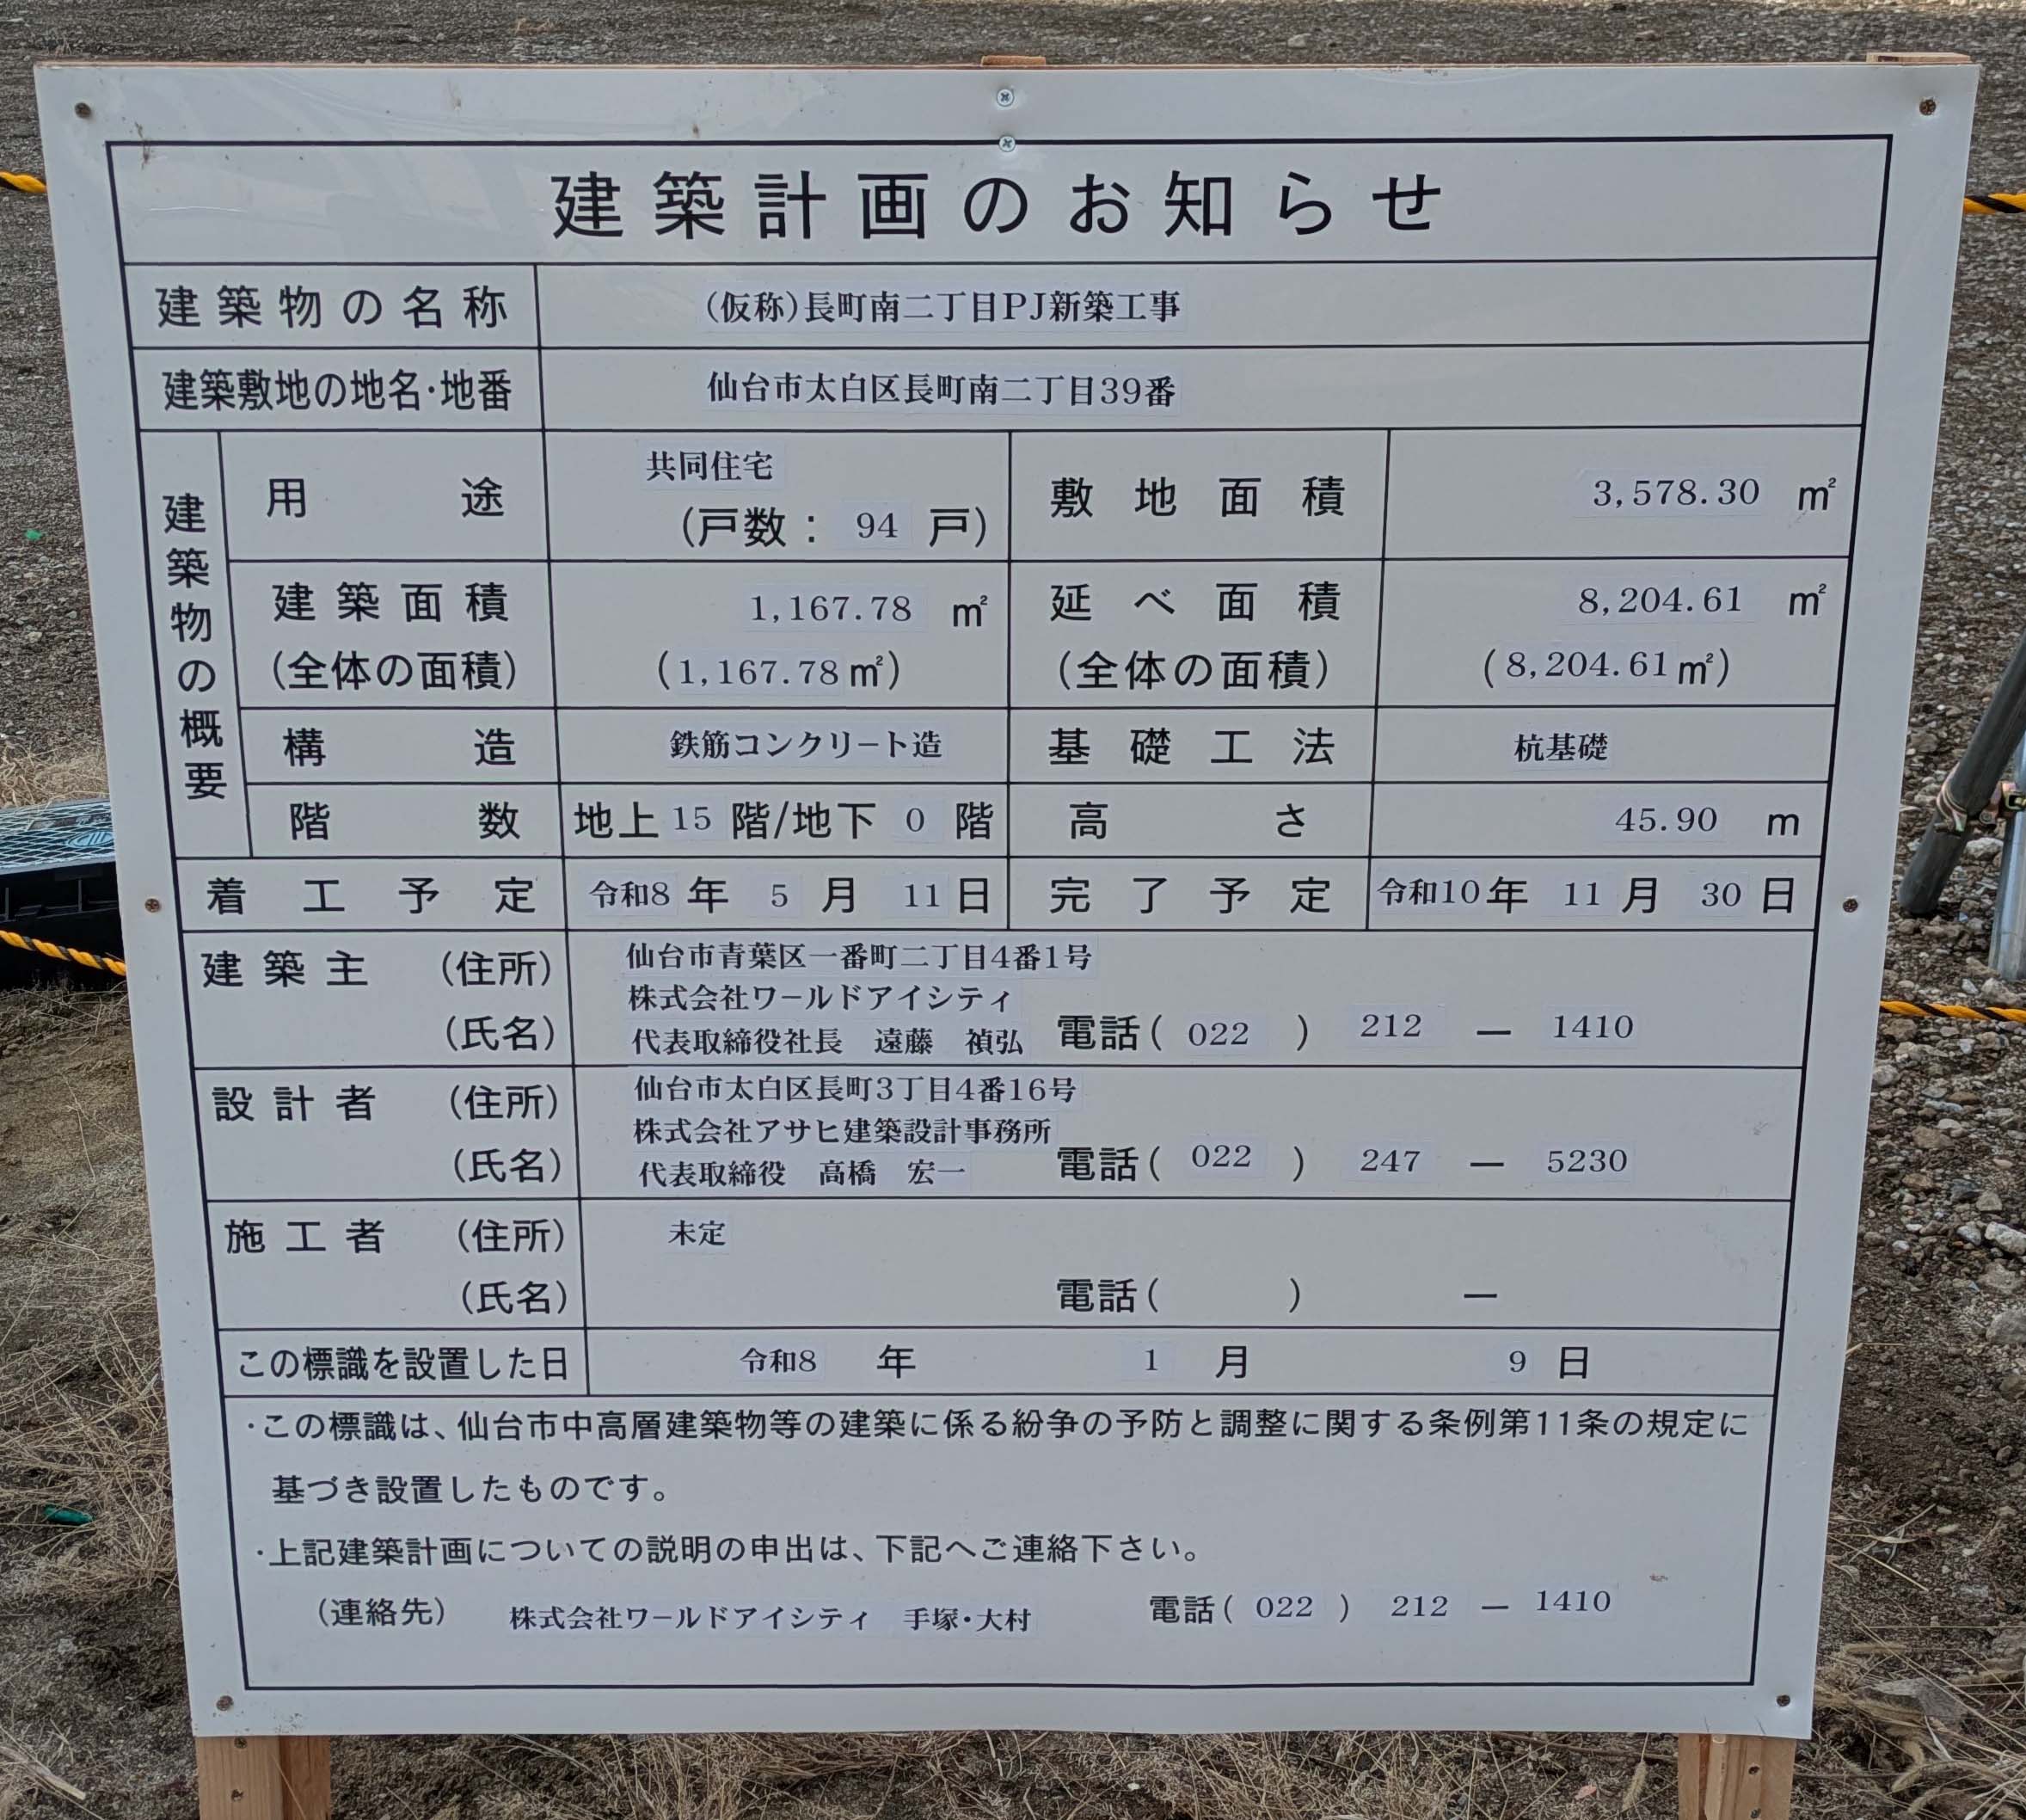 建築計画のお知らせ
建築物の名称 (仮称)長町南二丁目PJ新築工事
建築敷地の地名・地番 仙台市太白区長町南二丁目39番
建築物の概要
用途 共同住宅 (戸数: 94 戸) 敷地面積 3,578.30 ㎡
建築面積 1,167.78 ㎡ 延べ面積 8,204.61 ㎡
(全体の面積) (1,167.78㎡) (全体の面積) (8,204.61㎡)
構造 鉄筋コンクリート造 基礎工法 杭基礎
階数 地上15階/地下 0 階 高さ 45.90 m
着工予定 令和8年 5月 11日 完了予定 令和10年 11月 30日
建築主 (住所) 仙台市青葉区一番町二丁目4番1号
株式会社ワールドアイシティ
(氏名) 代表取締役社長 遠藤 禎弘 電話( 022 ) 212 ー 1410
設計者 (住所) 仙台市太白区長町3丁目4番16号
株式会社アサヒ建築設計事務所
(氏名) 代表取締役 高橋 宏一 電話( 022 ) 247 ー 5230
施工者 (住所) 未定
(氏名) 電話( ) ー
この標識を設置した日 令和8 年 1 月 9 日
・この標識は、仙台市中高層建築物等の建築に係る紛争の予防と調整に関する条例第11条の規定に
基づき設置したものです。
・上記建築計画についての説明の申出は、下記へご連絡下さい。
(連絡先) 株式会社ワールドアイシティ 手塚・大村 電話( 022 ) 212 ー 1410